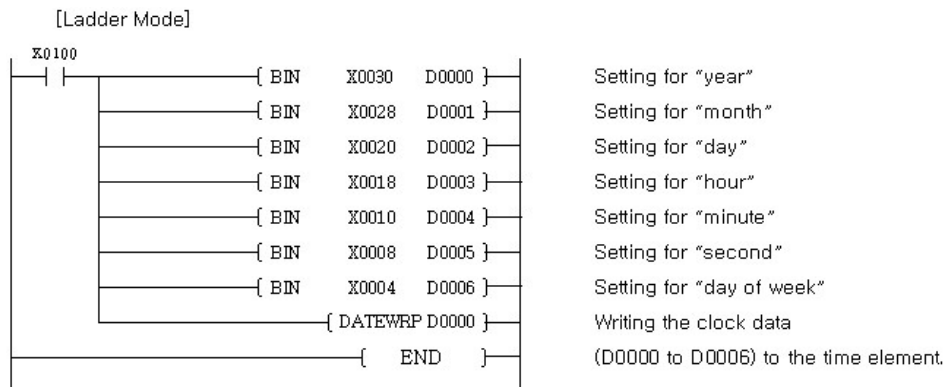 [Ladder Mode]
X0100
BIN X0030 D0000 Setting for "year"
BIN X0028 D0001 Setting for "month"
BIN X0020 D0002 Setting for "day"
BIN X0018 D0003 Setting for "hour"
BIN X0010 D0004 Setting for "minute"
BIN X0008 D0005 Setting for "second"
BIN X0004 D0006 Setting for "day of week"
DATEWRP D0000 Writing the clock data
END (D0000 to D0006) to the time element.